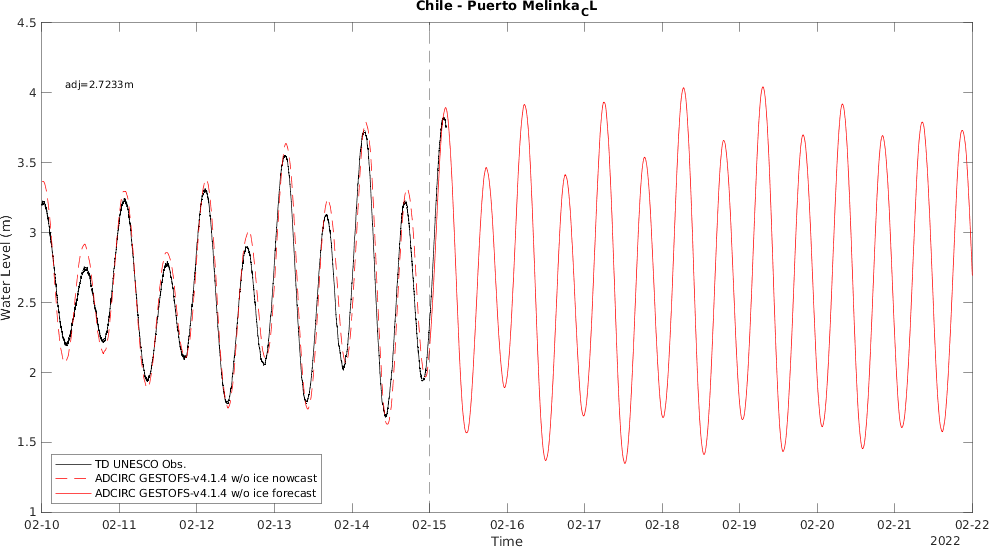 Chile - Puerto Melinka_CL
4.5
4
3.5
3
2.5
2
1.5
1
Water Level (m)
adj=2.7233m
TD UNESCO Obs.
ADCIRC GESTOFS-v4.1.4 w/o ice nowcast
ADCIRC GESTOFS-v4.1.4 w/o ice forecast
02-10 02-11 02-12 02-13 02-14 02-15 02-16 02-17 02-18 02-19 02-20 02-21 02-22
Time
2022